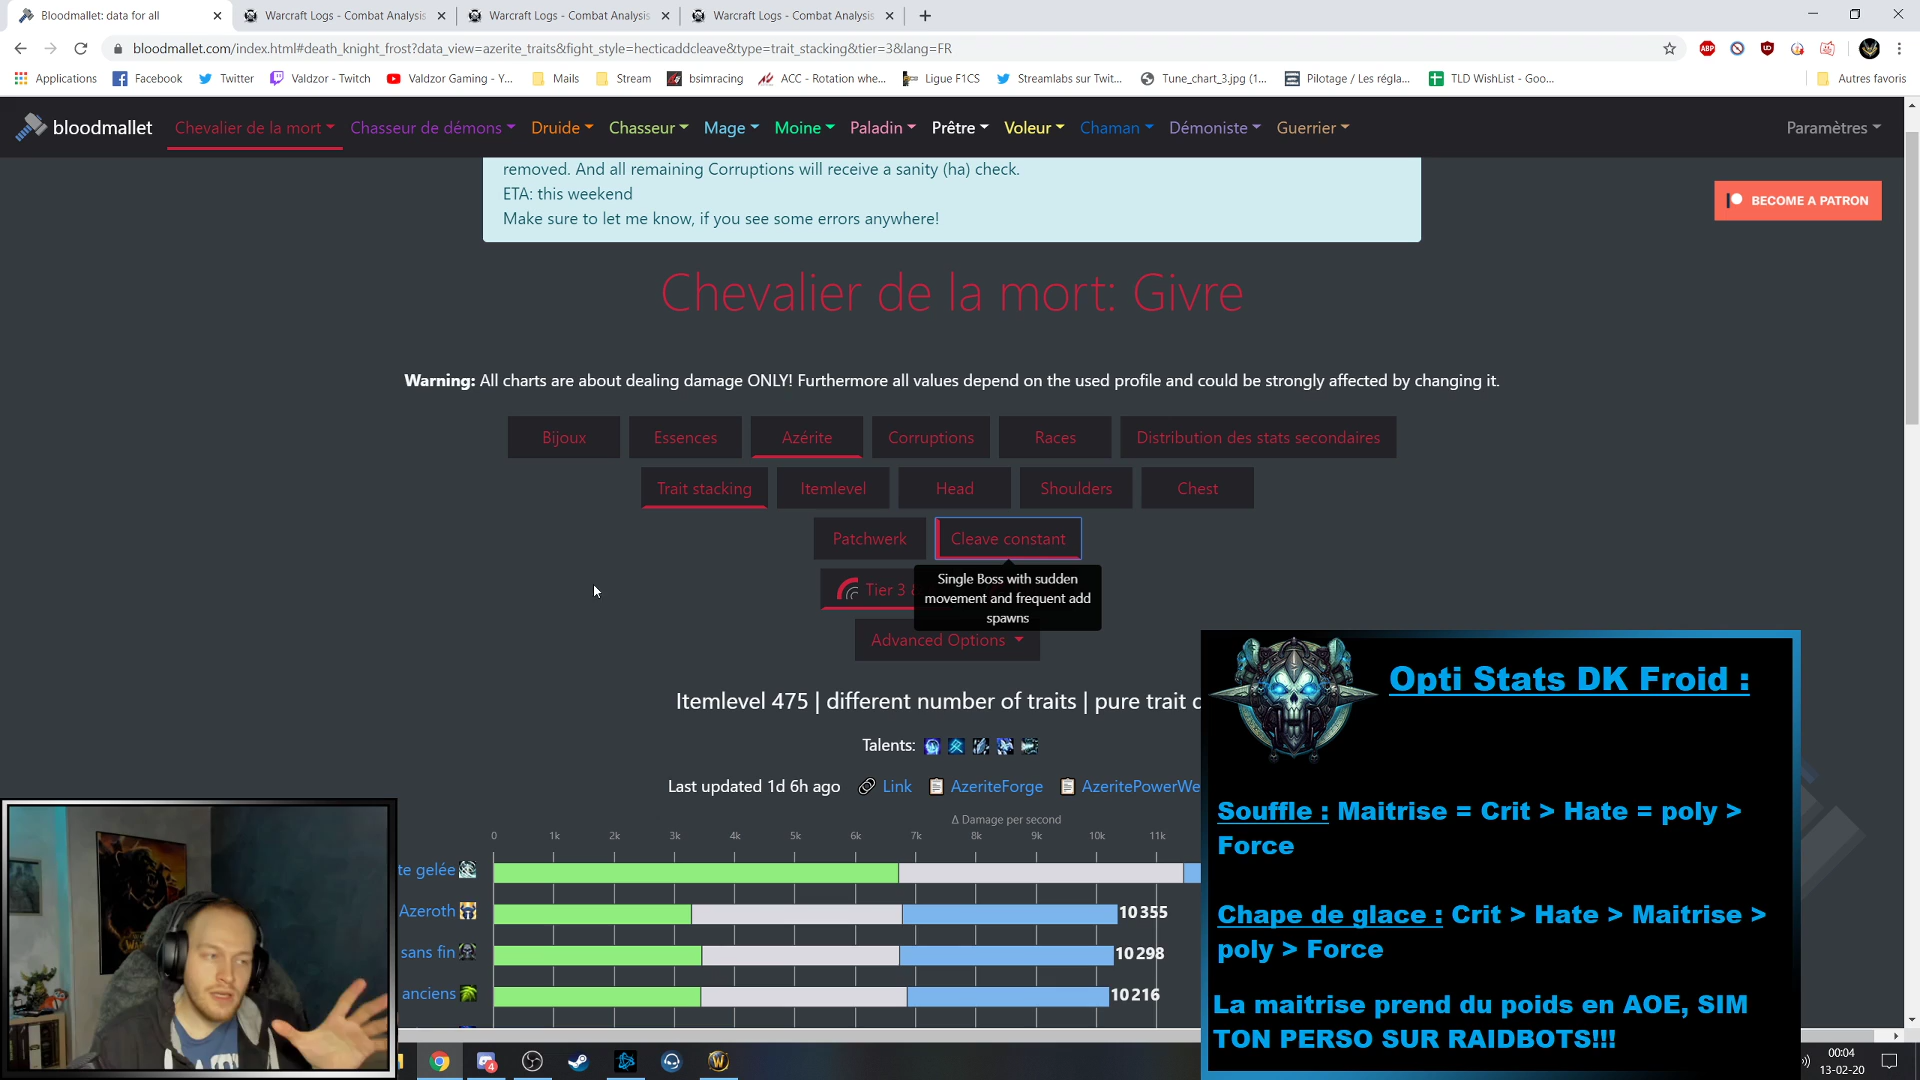 Bloodmallet: data for all
Warcraft Logs - Combat Analysis
Warcraft Logs - Combat Analysis
Warcraft Logs - Combat Analysis
bloodmallet.com/index.html#death_knight_frost?data_view=azerite_traits&fight_style=hecticaddcleave&type=trait_stacking&tier=3&lang=FR
Applications Facebook Twitter Valdzor - Twitch Valdzor Gaming - Y... Mails Stream bsimracing ACC - Rotation whe... Ligue F1CS Streamlabs sur Twit... Tune_chart_3.jpg (1... Pilotage / Les régla... TLD WishList - Goo... Autres favoris
bloodmallet Chevalier de la mort Chasseur de démons Druide Chasseur Mage Moine Paladin Prêtre Voleur Chaman Démoniste Guerrier Paramètres
removed. And all remaining Corruptions will receive a sanity (ha) check.
ETA: this weekend
Make sure to let me know, if you see some errors anywhere!
BECOME A PATRON
Chevalier de la mort: Givre
Warning: All charts are about dealing damage ONLY! Furthermore all values depend on the used profile and could be strongly affected by changing it.
Bijoux Essences Azérite Corruptions Races Distribution des stats secondaires
Trait stacking Itemlevel Head Shoulders Chest
Patchwerk Cleave constant
Tier 3
Single Boss with sudden
movement and frequent add
spawns
Advanced Options
Itemlevel 475 | different number of traits | pure trait
Talents:
Last updated 1d 6h ago Link AzeriteForge AzeritePowerWe
Δ Damage per second
0 1k 2k 3k 4k 5k 6k 7k 8k 9k 10k 11k
te gelée
Azeroth 10 355
sans fin 10 298
anciens 10 216
Opti Stats DK Froid :
Souffle : Maitrise = Crit > Hate = poly >
Force
Chape de glace : Crit > Hate > Maitrise >
poly > Force
La maitrise prend du poids en AOE, SIM
TON PERSO SUR RAIDBOTS!!!
00:04
13-02-20